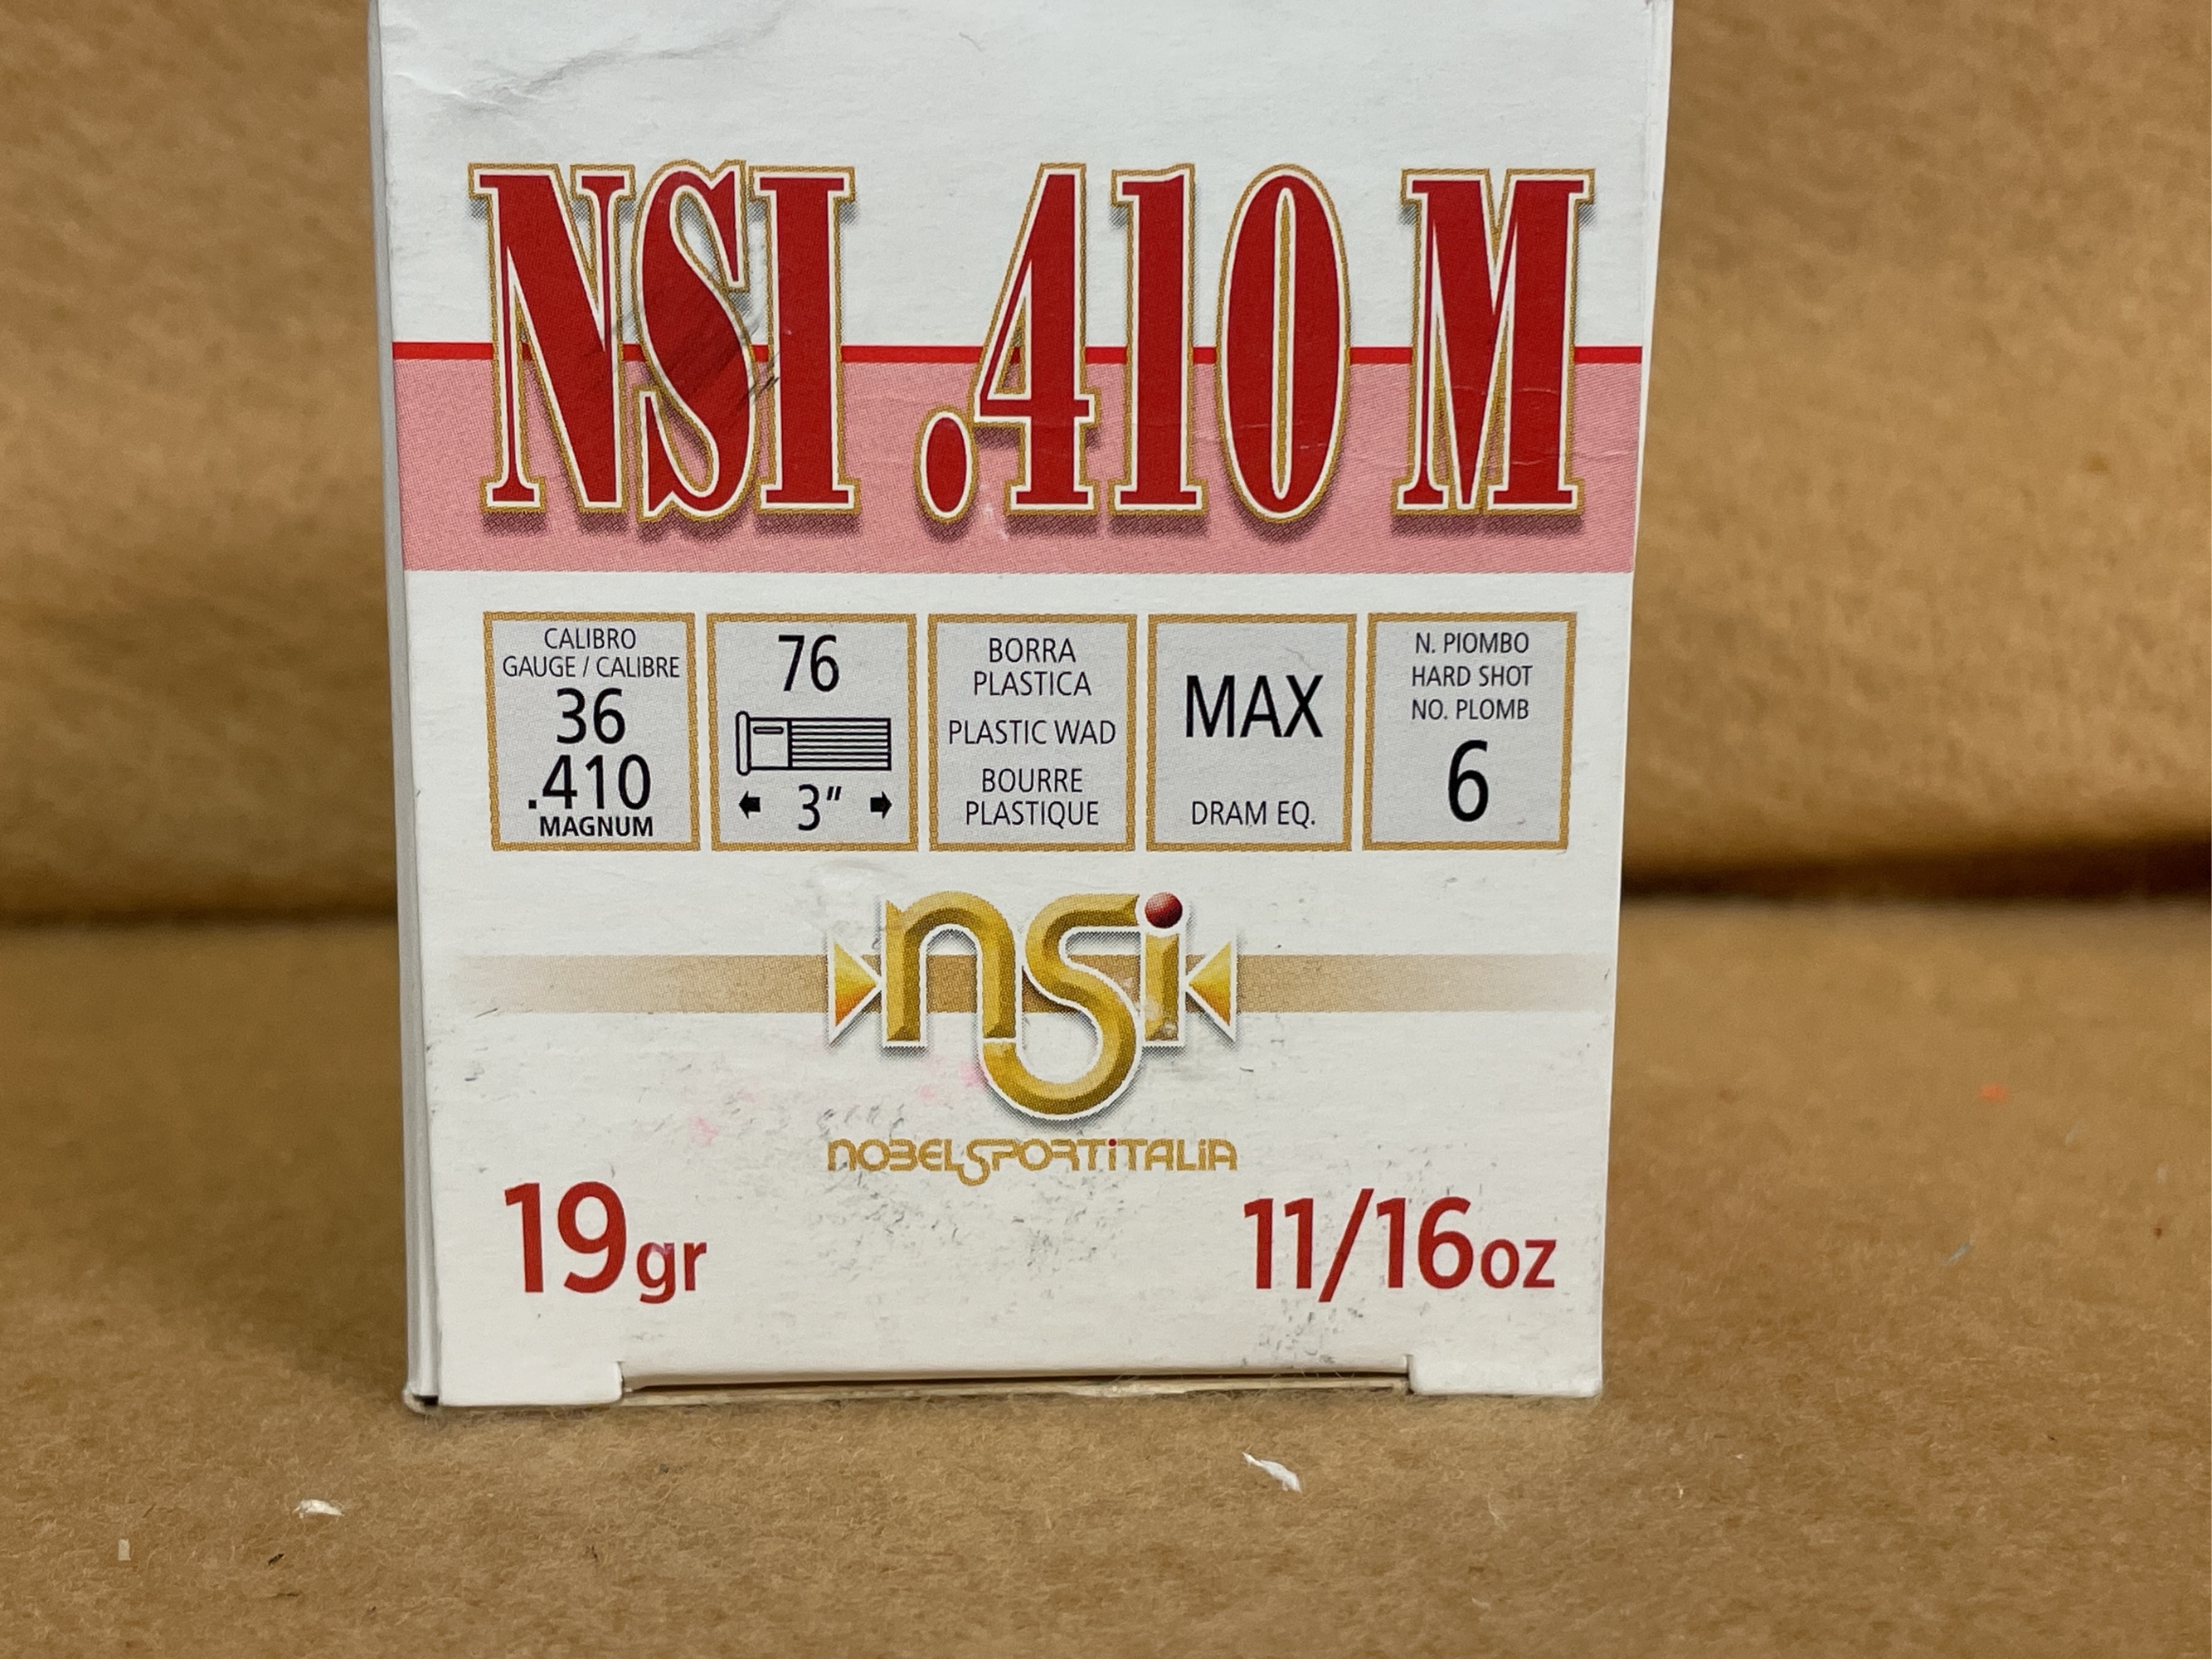 NSI .410 M
CALIBRO
GAUGE / CALIBRE
36
.410
MAGNUM
76
3"
BORRA
PLASTICA
PLASTIC WAD
BOURRE
PLASTIQUE
MAX
DRAM EQ.
N. PIOMBO
HARD SHOT
NO. PLOMB
6
nsi
NOBELSPORTiTALiA
19gr
11/16oz